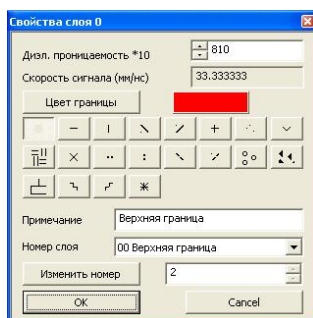 Свойства слоя 0
Диэл. проницаемость *10 810
Скорость сигнала (мм/нс) 33.333333
Цвет границы
Примечание Верхняя граница
Номер слоя 00 Верхняя граница
Изменить номер 2
OK Cancel